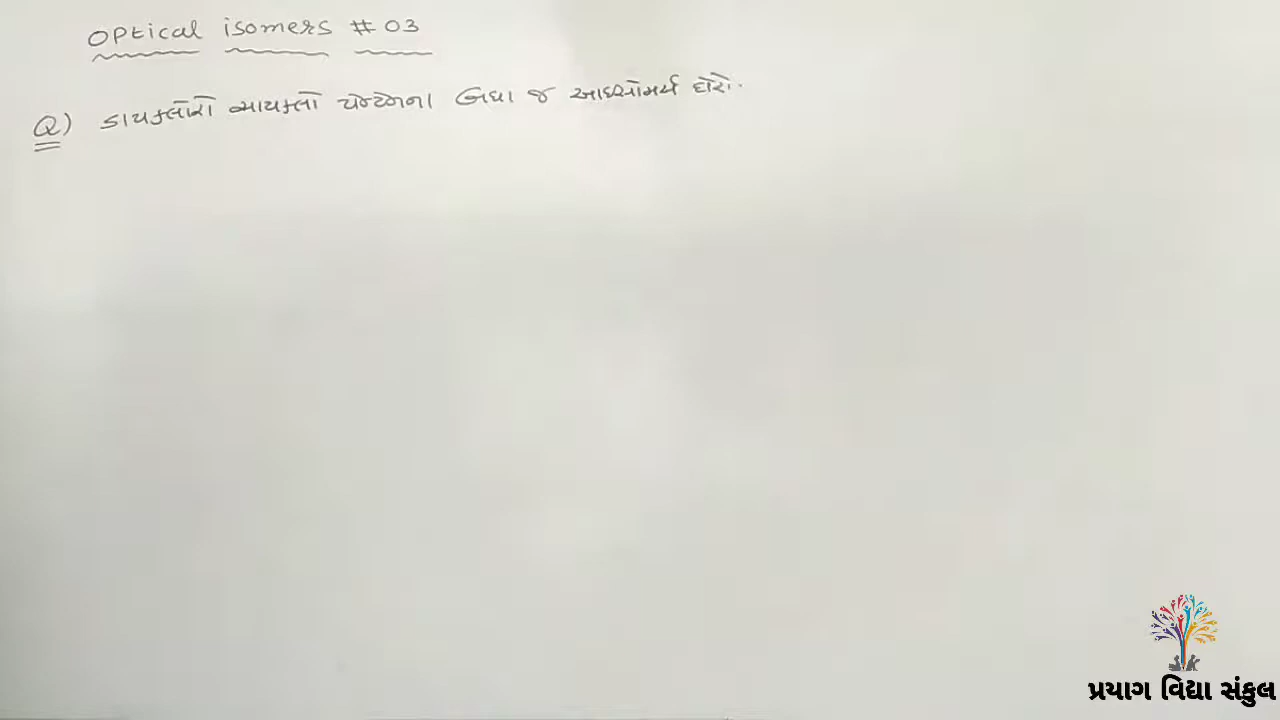 Optical isomers # 03
Q) ડાયક્લોરો સાયક્લો પેન્ટેનના બધા જ આઇસોમર્ય દોરો.
પ્રયાગ વિદ્યા સંકુલ